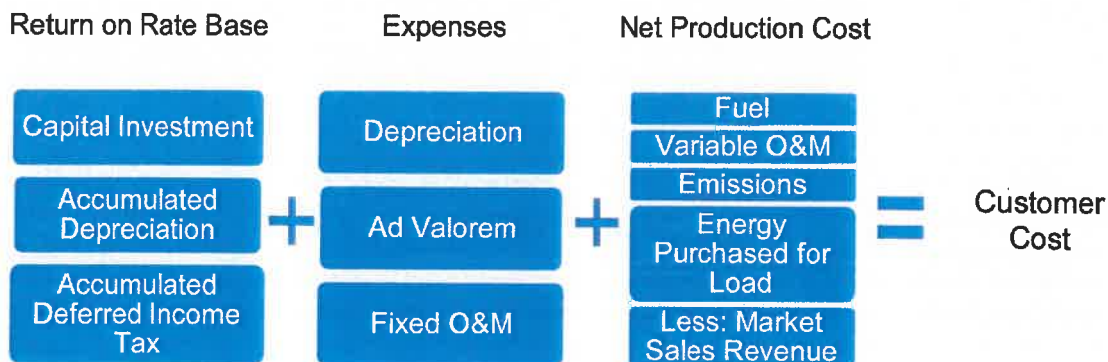 Return on Rate Base
Expenses
Net Production Cost
Capital Investment
Accumulated
Depreciation
Accumulated
Deferred Income
Tax
+
Depreciation
Ad Valorem
Fixed O&M
+
Fuel
Variable O&M
Emissions
Energy
Purchased for
Load
Less: Market
Sales Revenue
=
Customer
Cost